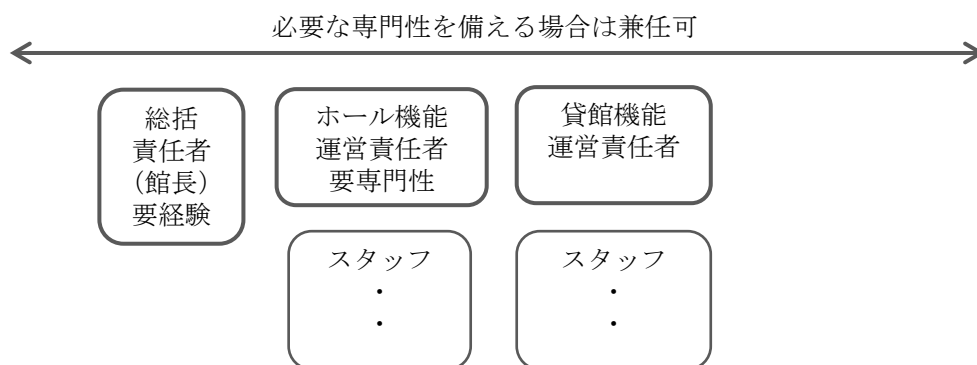 必要な専門性を備える場合は兼任可
総括
責任者
（館長）
要経験
ホール機能
運営責任者
要専門性
貸館機能
運営責任者
スタッフ
・
・
スタッフ
・
・